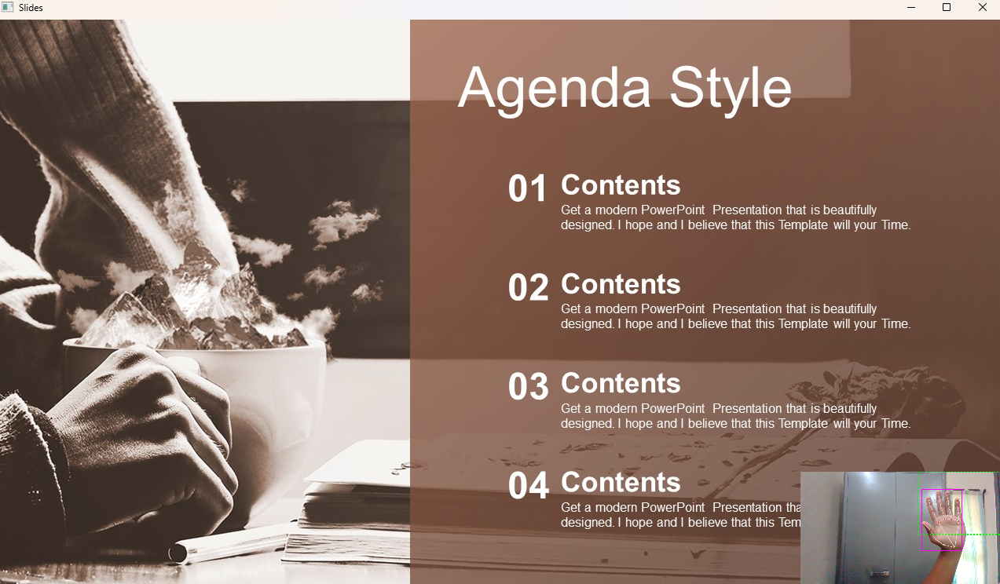 Slides
Agenda Style
01 Contents
Get a modern PowerPoint Presentation that is beautifully
designed. I hope and I believe that this Template will your Time.
02 Contents
Get a modern PowerPoint Presentation that is beautifully
designed. I hope and I believe that this Template will your Time.
03 Contents
Get a modern PowerPoint Presentation that is beautifully
designed. I hope and I believe that this Template will your Time.
04 Contents
Get a modern PowerPoint Presentation tha
designed. I hope and I believe that this Tem